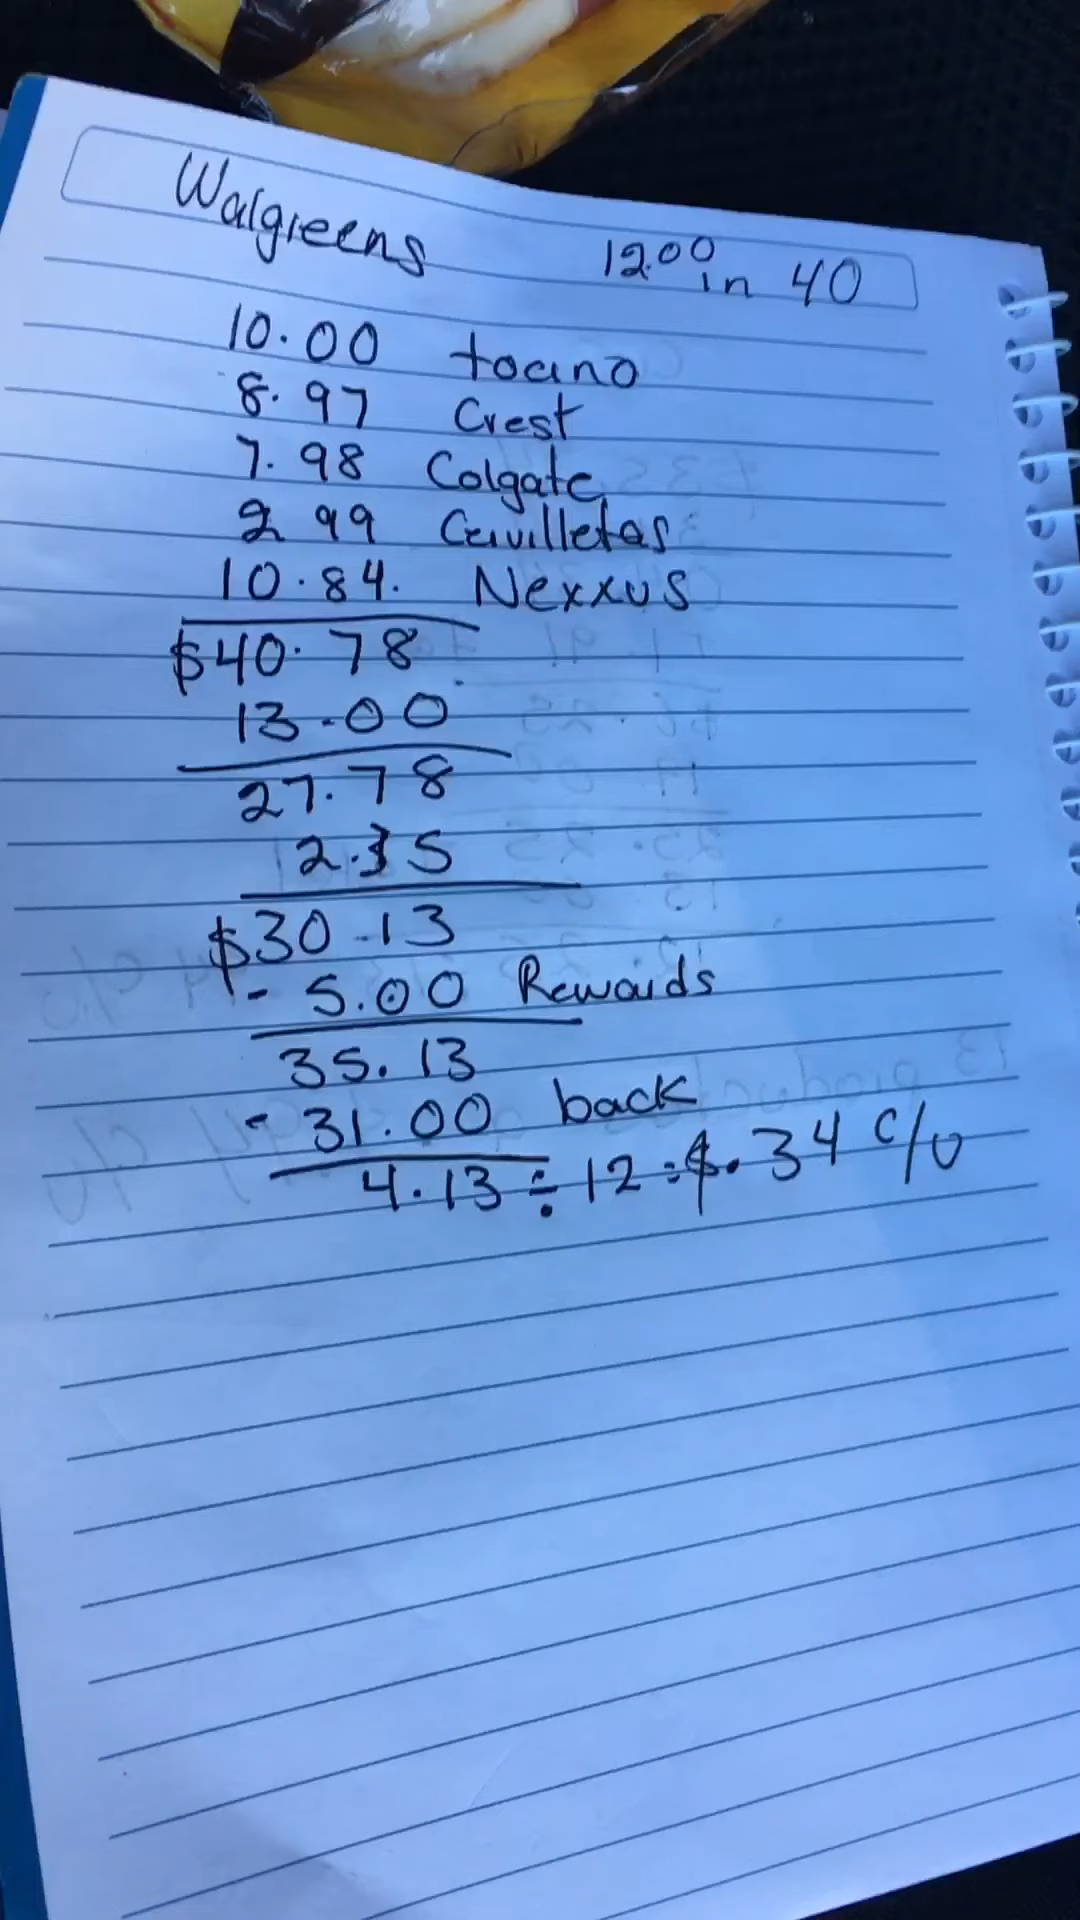 Walgreens 12.00 in 40
10.00 tocino
8.97 Crest
7.98 Colgate
2 99 Cervilletas
10.84. Nexxus
$40.78
13.00
27.78
2.35
$30.13
- 5.00 Rewards
35.13
- 31.00 back
4.13 ÷ 12 = $.34 c/u